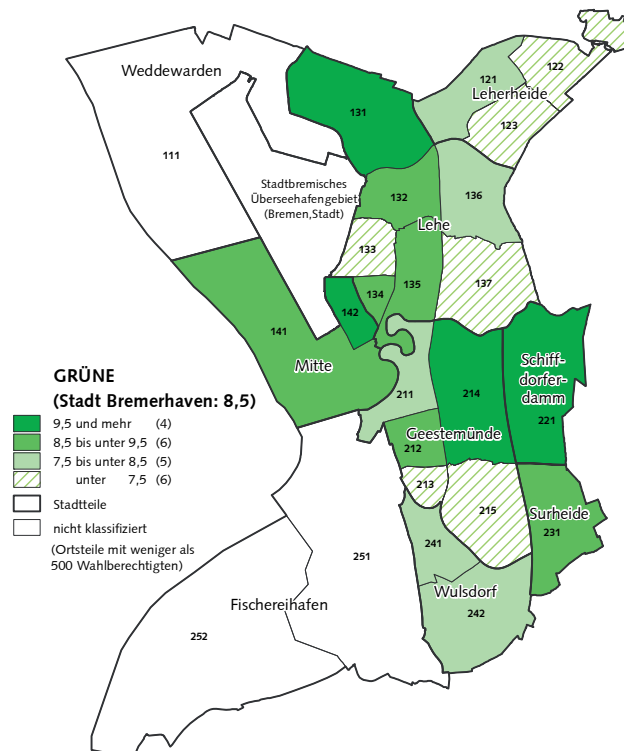 Weddewarden
121
122
Leherheide
123
131
111
Stadtbremisches
Überseehafengebiet
(Bremen,Stadt)
132
136
Lehe
133
137
134
135
142
141
Mitte
GRÜNE
(Stadt Bremerhaven: 8,5)
9,5 und mehr (4)
8,5 bis unter 9,5 (6)
7,5 bis unter 8,5 (5)
unter 7,5 (6)
Stadtteile
nicht klassifiziert
(Ortsteile mit weniger als
500 Wahlberechtigten)
211
214
Schiff-
dorfer-
damm
221
Geestemünde
212
213
215
Surheide
231
241
251
Wulsdorf
242
Fischereihafen
252